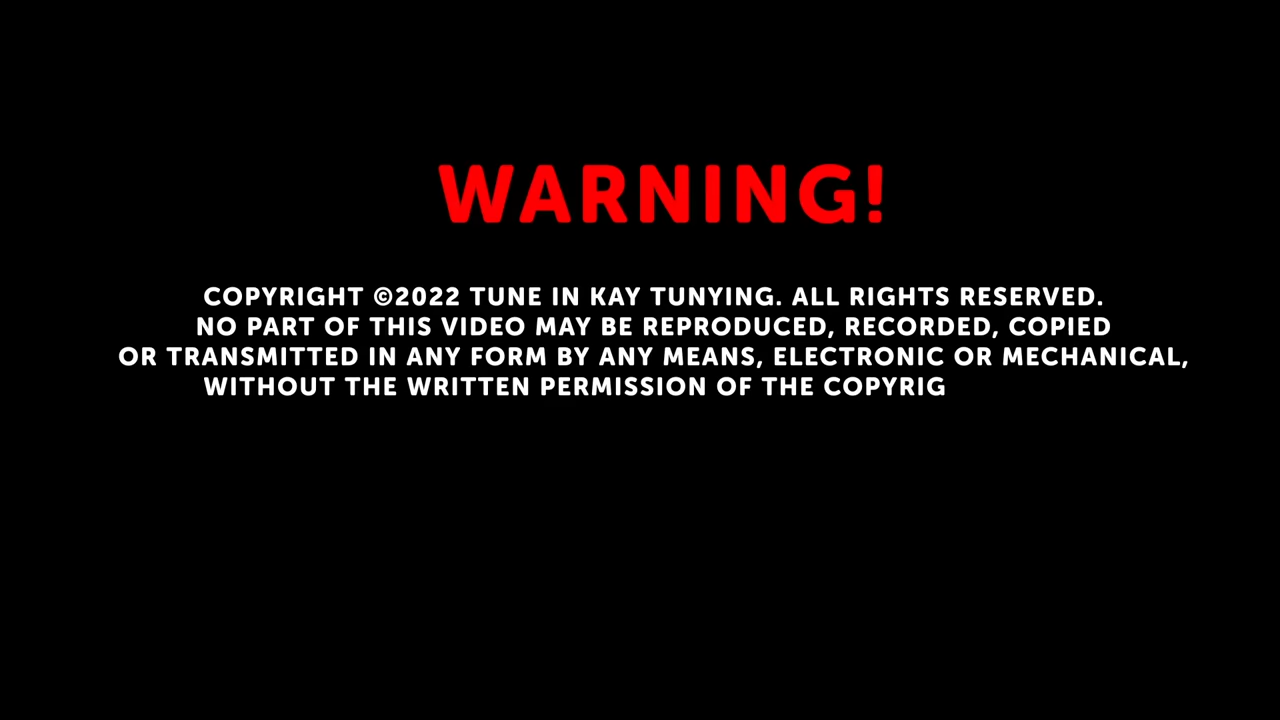 WARNING!
COPYRIGHT ©2022 TUNE IN KAY TUNYING. ALL RIGHTS RESERVED.
NO PART OF THIS VIDEO MAY BE REPRODUCED, RECORDED, COPIED
OR TRANSMITTED IN ANY FORM BY ANY MEANS, ELECTRONIC OR MECHANICAL,
WITHOUT THE WRITTEN PERMISSION OF THE COPYRIG